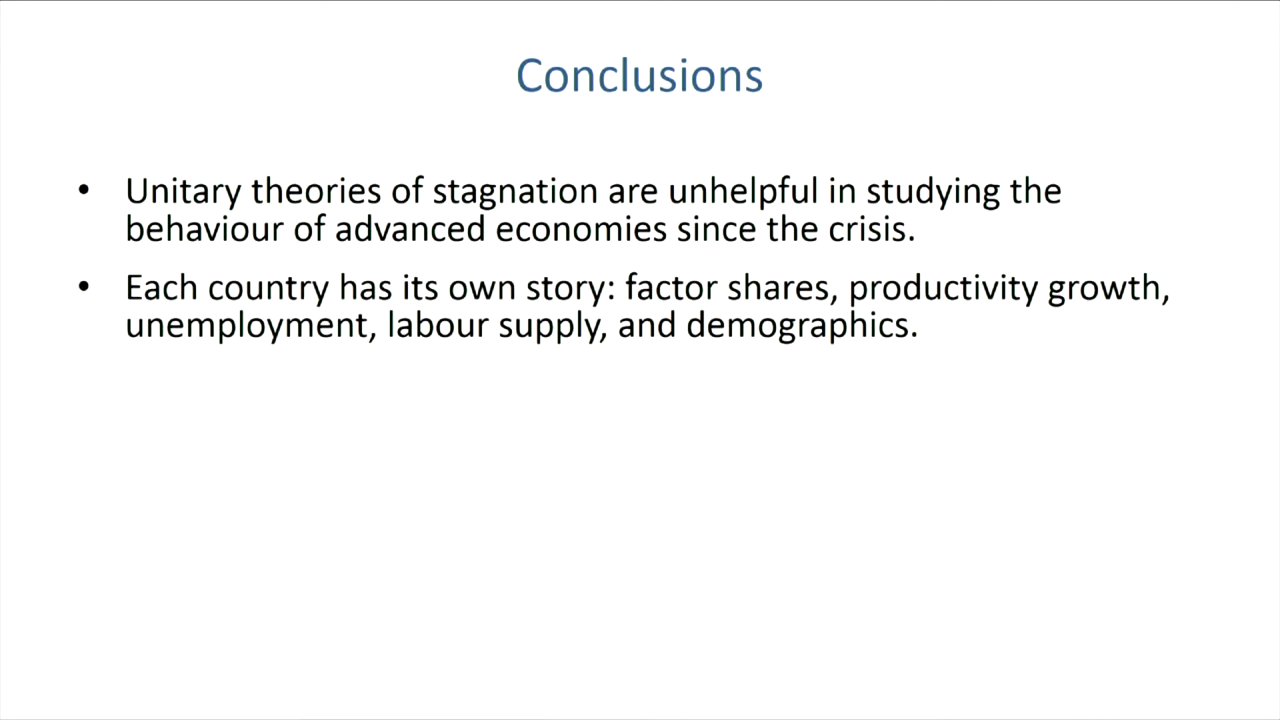 Conclusions
• Unitary theories of stagnation are unhelpful in studying the
behaviour of advanced economies since the crisis.
• Each country has its own story: factor shares, productivity growth,
unemployment, labour supply, and demographics.